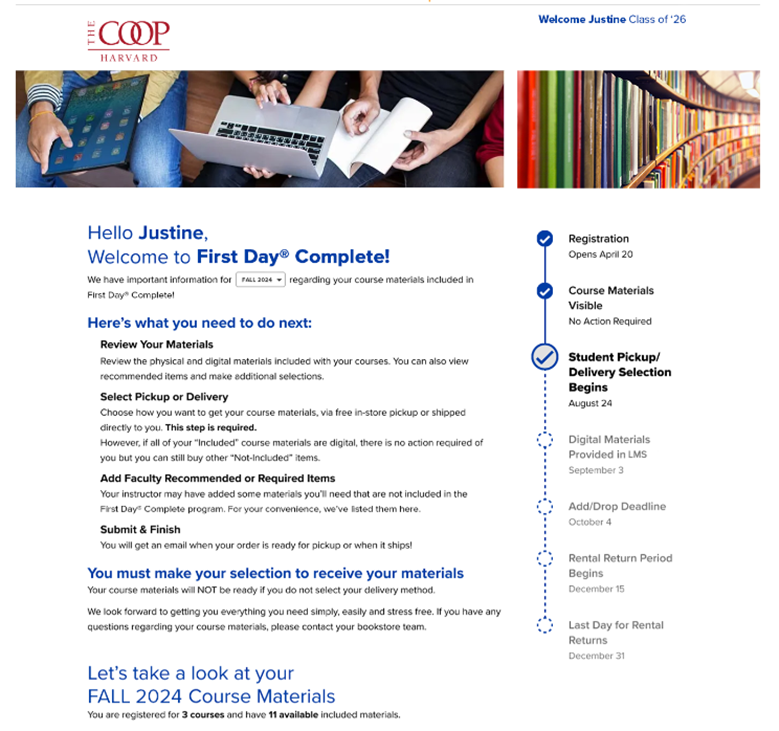 Welcome Justine Class of '26
THE COOP
HARVARD
Hello Justine,
Welcome to First Day® Complete!
We have important information for FALL 2024 regarding your course materials included in
First Day® Complete!
Here's what you need to do next:
Review Your Materials
Review the physical and digital materials included with your courses. You can also view
recommended items and make additional selections.
Select Pickup or Delivery
Choose how you want to get your course materials, via free in-store pickup or shipped
directly to you. This step is required.
However, if all of your "Included" course materials are digital, there is no action required of
you but you can still buy other "Not-Included" items.
Add Faculty Recommended or Required Items
Your instructor may have added some materials you'll need that are not included in the
First Day® Complete program. For your convenience, we've listed them here.
Submit & Finish
You will get an email when your order is ready for pickup or when it ships!
You must make your selection to receive your materials
Your course materials will NOT be ready if you do not select your delivery method.
We look forward to getting you everything you need simply, easily and stress free. If you have any
questions regarding your course materials, please contact your bookstore team.
Let's take a look at your
FALL 2024 Course Materials
You are registered for 3 courses and have 11 available included materials.
Registration
Opens April 20
Course Materials
Visible
No Action Required
Student Pickup/
Delivery Selection
Begins
August 24
Digital Materials
Provided in LMS
September 3
Add/Drop Deadline
October 4
Rental Return Period
Begins
December 15
Last Day for Rental
Returns
December 31